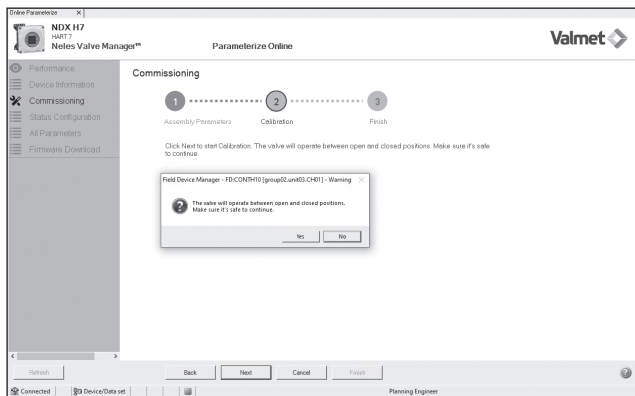 Online Parameterize X
NDX H7
HART 7
Neles Valve Manager™ Parameterize Online
Valmet
Performance
Device Information
Commissioning
Status Configuration
All Parameters
Firmware Download
Commissioning
1 2 3
Assembly Parameters Calibration Finish
Click Next to start Calibration. The valve will operate between open and closed positions. Make sure it's safe
to continue.
Field Device Manager - FD:CONTH10 [group02.unit03.CH01] - Warning
The valve will operate between open and closed positions.
Make sure it's safe to continue.
Yes No
Refresh Back Next Cancel Finish
Connected Device/Data set Planning Engineer